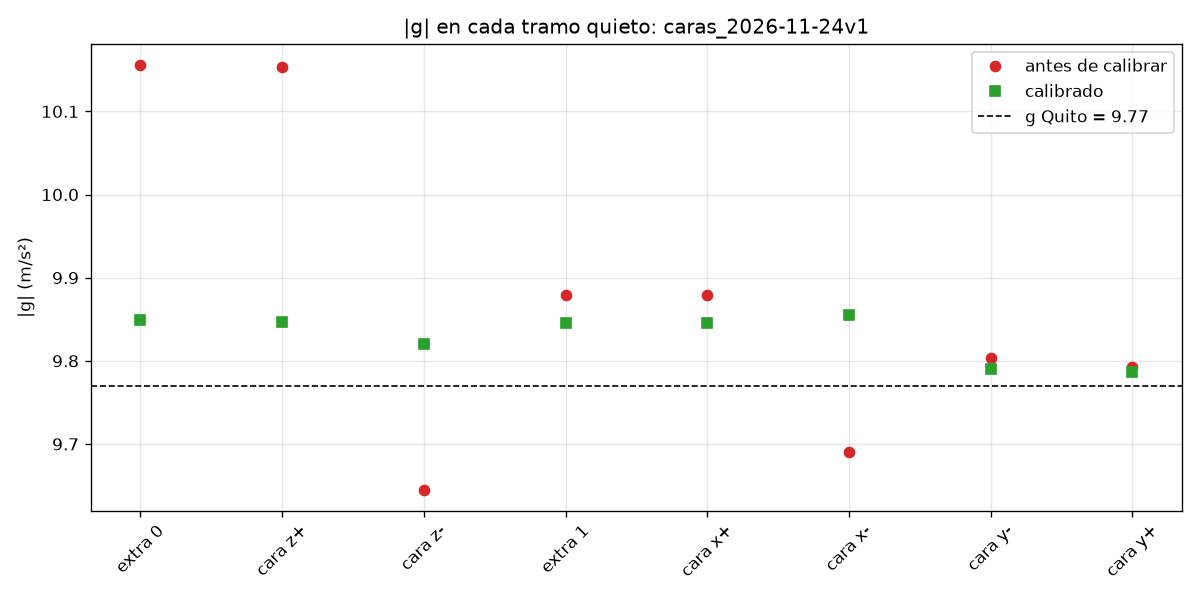 |g| en cada tramo quieto: caras_2026-11-24v1
antes de calibrar
calibrado
g Quito = 9.77
|g| (m/s²)
10.1
10.0
9.9
9.8
9.7
extra 0
cara z+
cara z-
extra 1
cara x+
cara x-
cara y-
cara y+